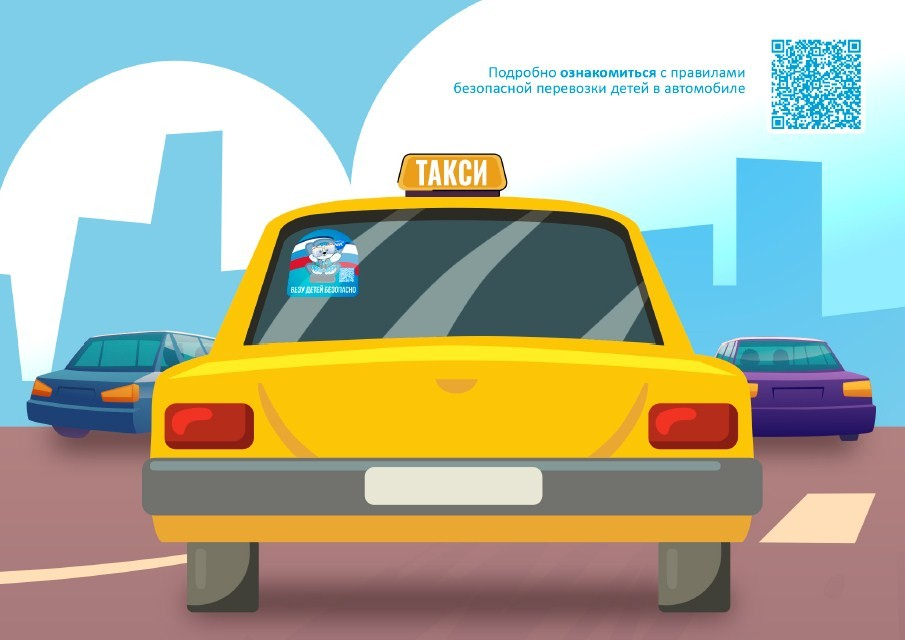 Подробно ознакомиться с правилами
безопасной перевозки детей в автомобиле
ТАКСИ
ВЕЗУ ДЕТЕЙ БЕЗОПАСНО